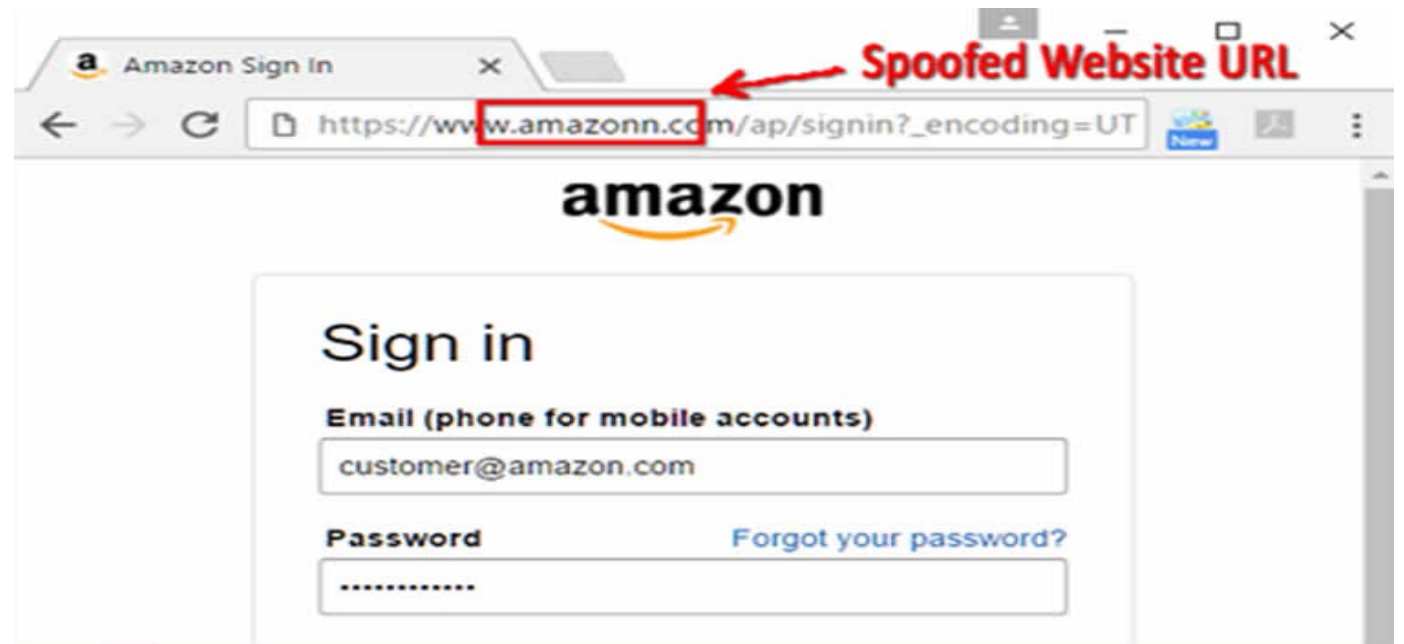 a Amazon Sign In
Spoofed Website URL
https://www.amazonn.com/ap/signin?_encoding=UT
New
amazon
Sign in
Email (phone for mobile accounts)
customer@amazon.com
Password Forgot your password?
••••••••••••